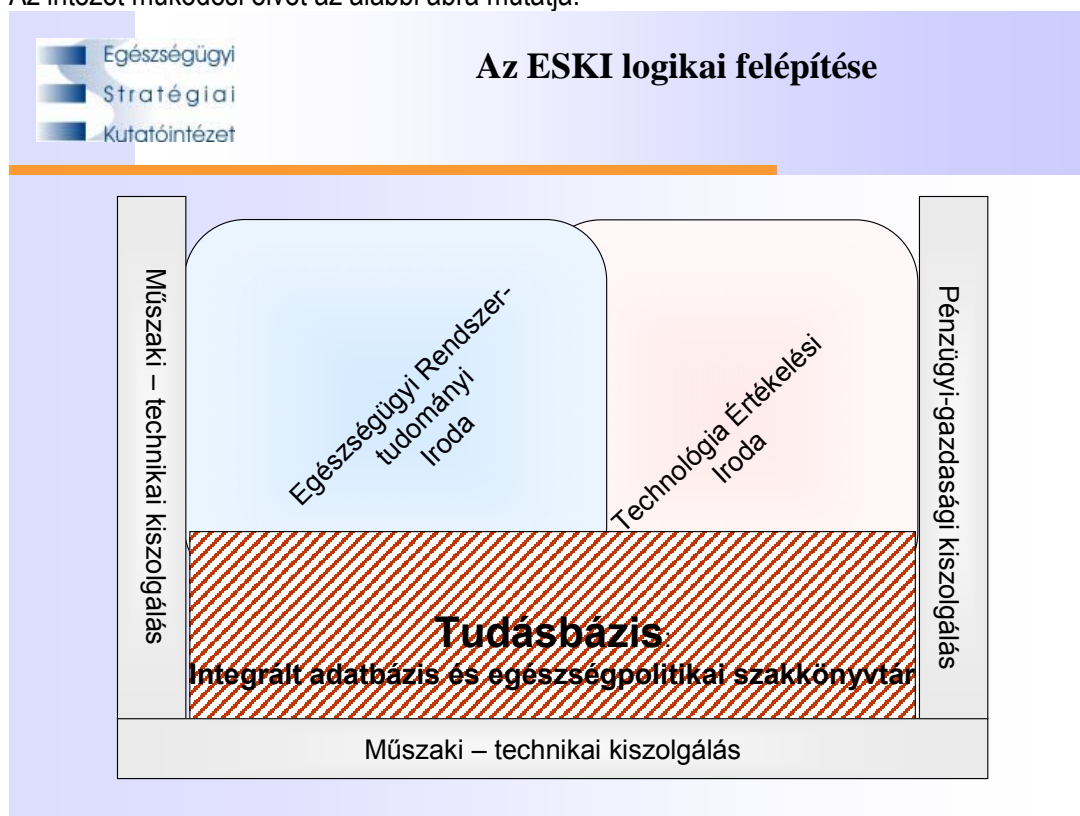 Az intézet működési elvét az alábbi ábra mutatja.
Egészségügyi
Stratégiai
Kutatóintézet
Az ESKI logikai felépítése
Műszaki – technikai kiszolgálás
Egészségügyi Rendszer-
tudományi
Iroda
Technológia Értékelési
Iroda
Pénzügyi-gazdasági kiszolgálás
Tudásbázis:
Integrált adatbázis és egészségpolitikai szakkönyvtár
Műszaki – technikai kiszolgálás